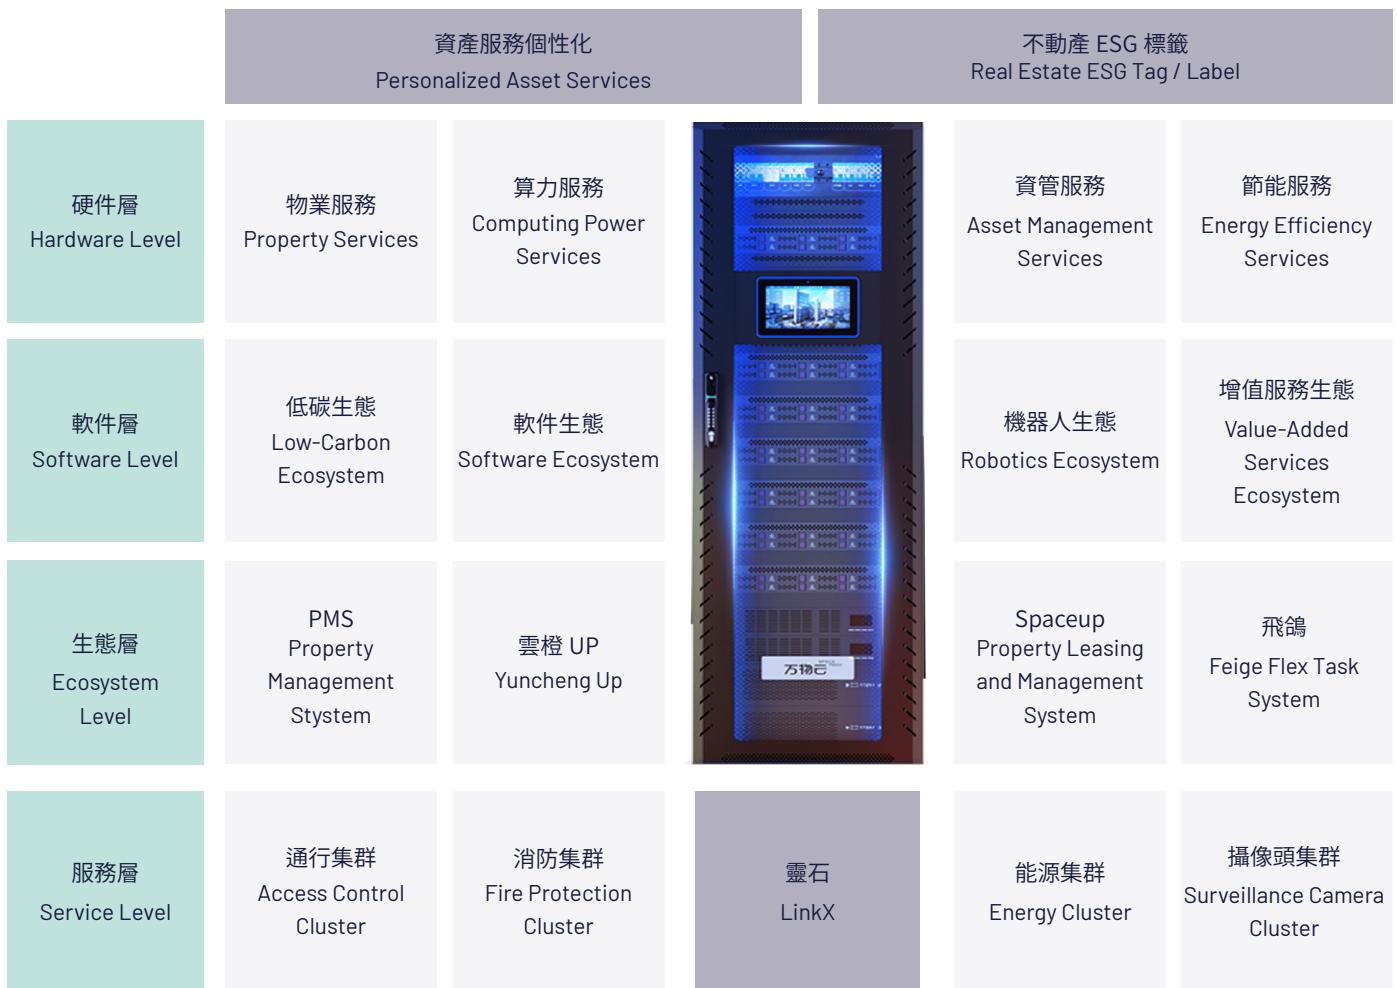 資產服務個性化
Personalized Asset Services
不動產 ESG 標籤
Real Estate ESG Tag / Label
硬件層
Hardware Level
物業服務
Property Services
算力服務
Computing Power
Services
資管服務
Asset Management
Services
節能服務
Energy Efficiency
Services
軟件層
Software Level
低碳生態
Low-Carbon
Ecosystem
軟件生態
Software Ecosystem
機器人生態
Robotics Ecosystem
增值服務生態
Value-Added
Services
Ecosystem
生態層
Ecosystem
Level
PMS
Property
Management
Stystem
雲橙 UP
Yuncheng Up
万物云
Spaceup
Property Leasing
and Management
System
飛鴿
Feige Flex Task
System
服務層
Service Level
通行集群
Access Control
Cluster
消防集群
Fire Protection
Cluster
靈石
LinkX
能源集群
Energy Cluster
攝像頭集群
Surveillance Camera
Cluster